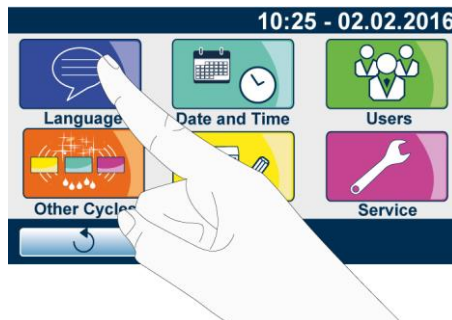 10:25 - 02.02.2016
Language Date and Time Users
Other Cycles Service